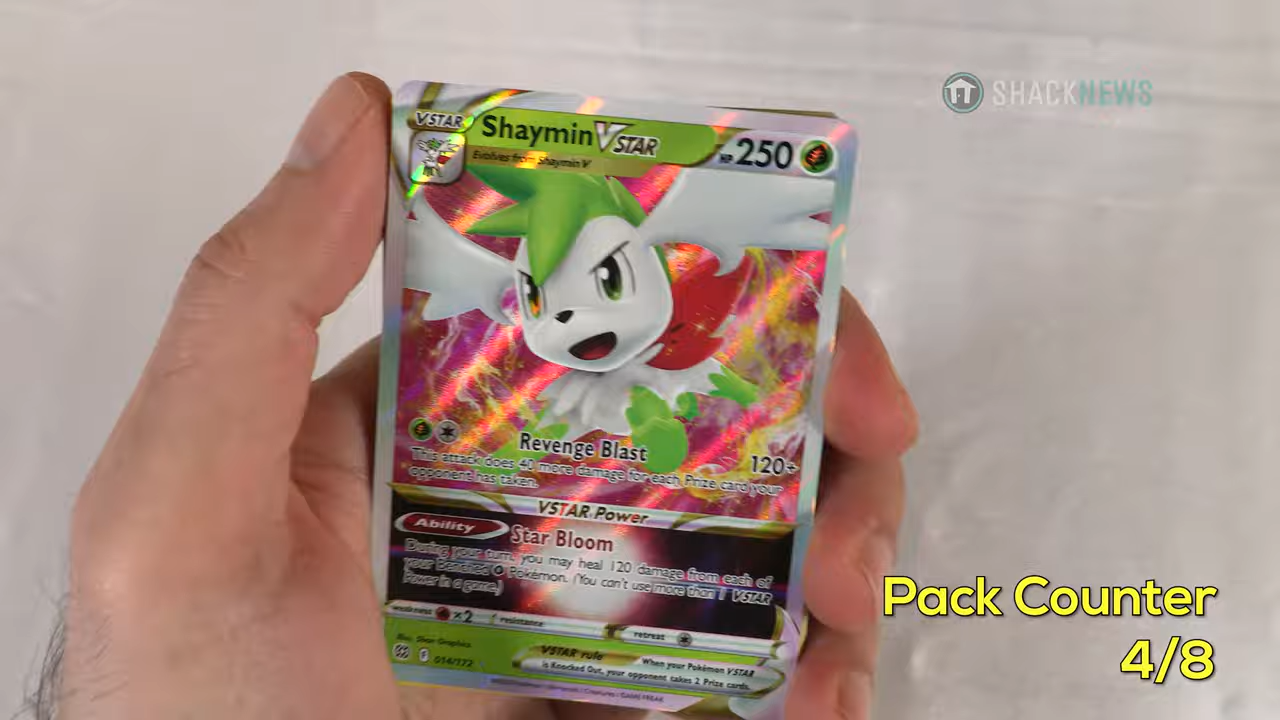 SHACKNEWS
VSTAR
Shaymin VSTAR
HP 250
Evolves from Shaymin V
Revenge Blast
120+
This attack does 40 more damage for each Prize card your
opponent has taken.
VSTAR Power
Ability
Star Bloom
During your turn, you may heal 120 damage from each of
your Benched Pokémon. (You can't use more than 1 VSTAR
Power in a game.)
weakness ×2
resistance
retreat
Illus.
014/172
VSTAR rule
When your Pokémon VSTAR
is Knocked Out, your opponent takes 2 Prize cards.
Pack Counter
4/8